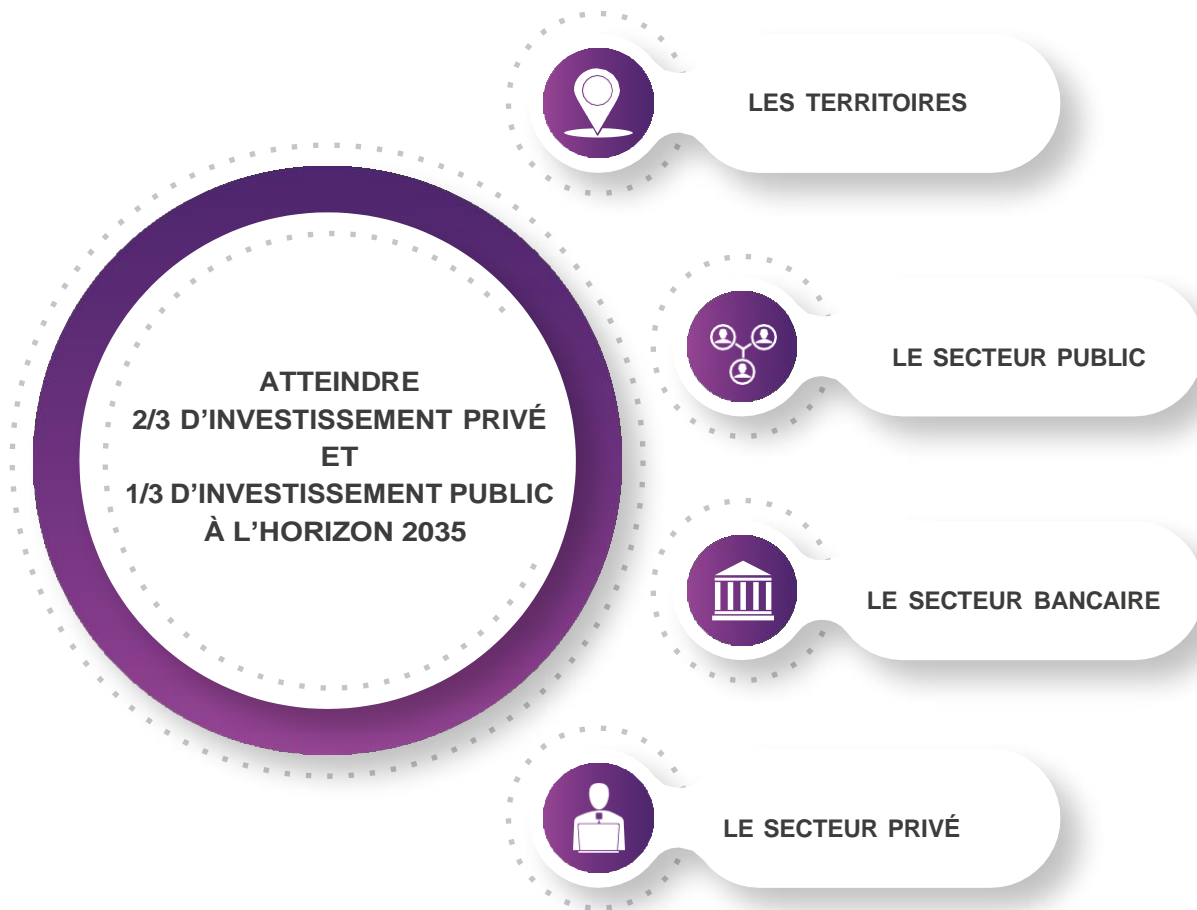 ATTEINDRE
2/3 D’INVESTISSEMENT PRIVÉ
ET
1/3 D’INVESTISSEMENT PUBLIC
À L’HORIZON 2035
LES TERRITOIRES
LE SECTEUR PUBLIC
LE SECTEUR BANCAIRE
LE SECTEUR PRIVÉ